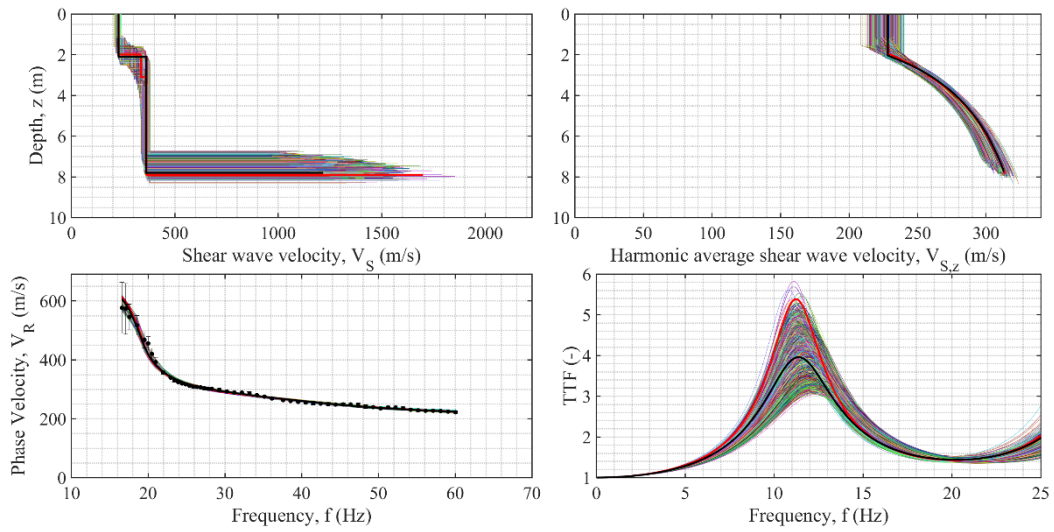 0
2
4
6
8
10
Depth, z (m)
0 500 1000 1500 2000
Shear wave velocity, V_S (m/s)
0
2
4
6
8
10
0 50 100 150 200 250 300
Harmonic average shear wave velocity, V_S,z (m/s)
600
400
200
0
Phase Velocity, V_R (m/s)
10 20 30 40 50 60 70
Frequency, f (Hz)
6
5
4
3
2
1
TTF (-)
0 5 10 15 20 25
Frequency, f (Hz)